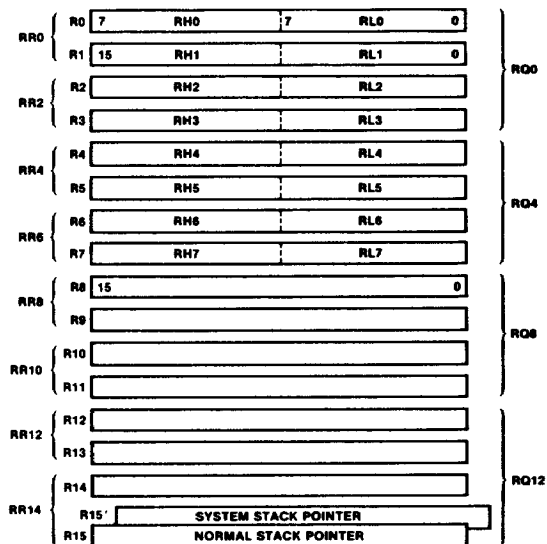 RR0
R0 7 RH0 7 RL0 0
R1 15 RH1 RL1 0
RQ0
RR2
R2 RH2 RL2
R3 RH3 RL3
RR4
R4 RH4 RL4
R5 RH5 RL5
RQ4
RR6
R6 RH6 RL6
R7 RH7 RL7
RR8
R8 15 0
R9
RQ8
RR10
R10
R11
RR12
R12
R13
RQ12
RR14
R14
R15' SYSTEM STACK POINTER
R15 NORMAL STACK POINTER